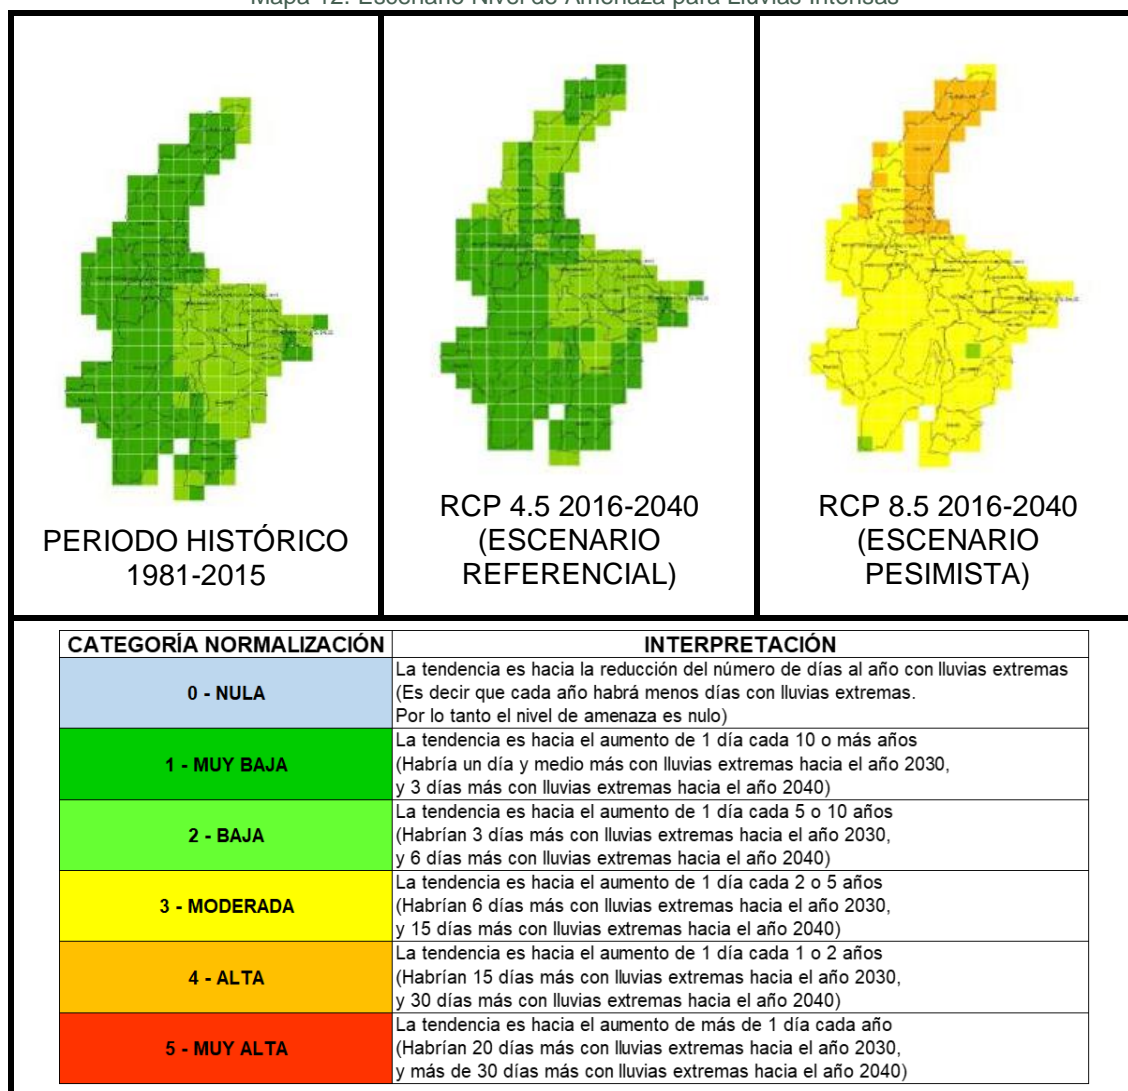 Mapa 12. Escenario Nivel de Amenaza para Lluvias Intensas
PERIODO HISTÓRICO
1981-2015
RCP 4.5 2016-2040
(ESCENARIO
REFERENCIAL)
RCP 8.5 2016-2040
(ESCENARIO
PESIMISTA)
CATEGORÍA NORMALIZACIÓN
INTERPRETACIÓN
0 - NULA
La tendencia es hacia la reducción del número de días al año con lluvias extremas
(Es decir que cada año habrá menos días con lluvias extremas.
Por lo tanto el nivel de amenaza es nulo)
1 - MUY BAJA
La tendencia es hacia el aumento de 1 día cada 10 o más años
(Habría un día y medio más con lluvias extremas hacia el año 2030,
y 3 días más con lluvias extremas hacia el año 2040)
2 - BAJA
La tendencia es hacia el aumento de 1 día cada 5 o 10 años
(Habrían 3 días más con lluvias extremas hacia el año 2030,
y 6 días más con lluvias extremas hacia el año 2040)
3 - MODERADA
La tendencia es hacia el aumento de 1 día cada 2 o 5 años
(Habrían 6 días más con lluvias extremas hacia el año 2030,
y 15 días más con lluvias extremas hacia el año 2040)
4 - ALTA
La tendencia es hacia el aumento de 1 día cada 1 o 2 años
(Habrían 15 días más con lluvias extremas hacia el año 2030,
y 30 días más con lluvias extremas hacia el año 2040)
5 - MUY ALTA
La tendencia es hacia el aumento de más de 1 día cada año
(Habrían 20 días más con lluvias extremas hacia el año 2030,
y más de 30 días más con lluvias extremas hacia el año 2040)